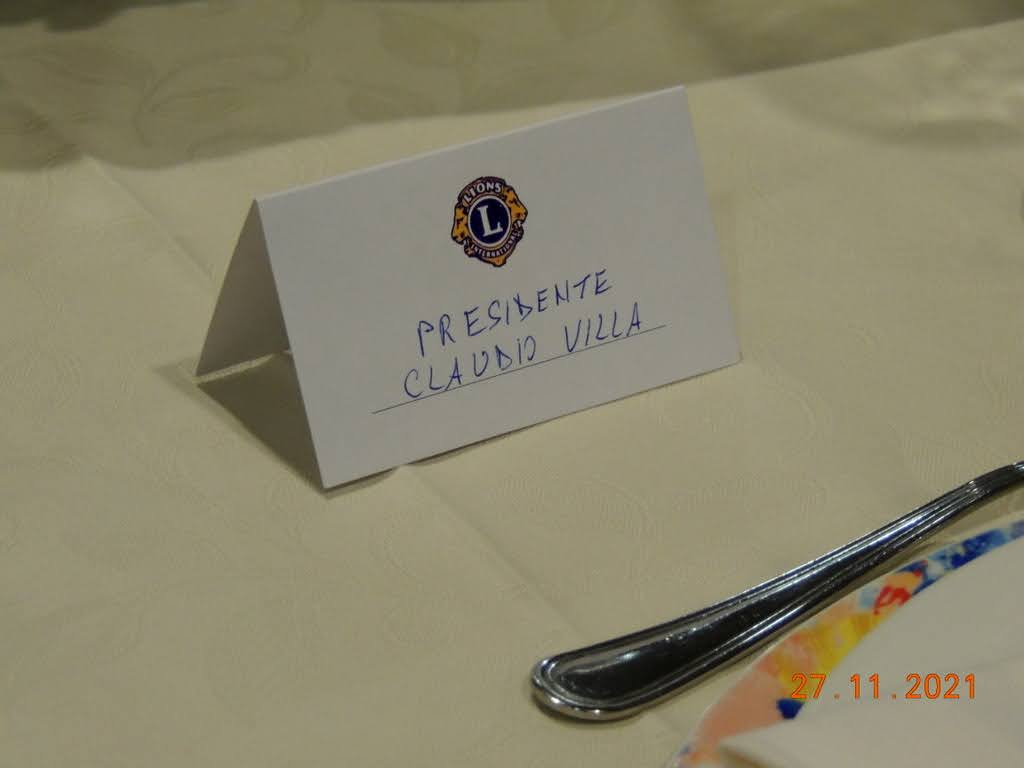 LIONS
L
INTERNATIONAL
PRESIDENTE
CLAUDIO VILLA
27.11.2021